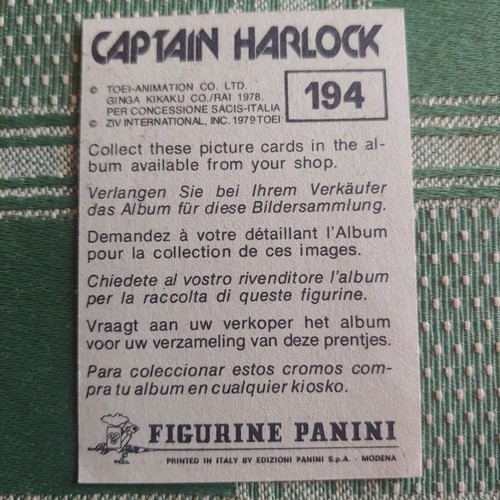 CAPTAIN HARLOCK
© TOEI-ANIMATION CO. LTD.
GINGA KIKAKU CO./RAI 1978.
PER CONCESSIONE SACIS-ITALIA
© ZIV INTERNATIONAL, INC. 1979 TOEI
194
Collect these picture cards in the al-
bum available from your shop.
Verlangen Sie bei Ihrem Verkäufer
das Album für diese Bildersammlung.
Demandez à votre détaillant l'Album
pour la collection de ces images.
Chiedete al vostro rivenditore l'album
per la raccolta di queste figurine.
Vraagt aan uw verkoper het album
voor uw verzameling van deze prentjes.
Para coleccionar estos cromos com-
pra tu album en cualquier kiosko.
FIGURINE PANINI
PRINTED IN ITALY BY EDIZIONI PANINI S.p.A. - MODENA